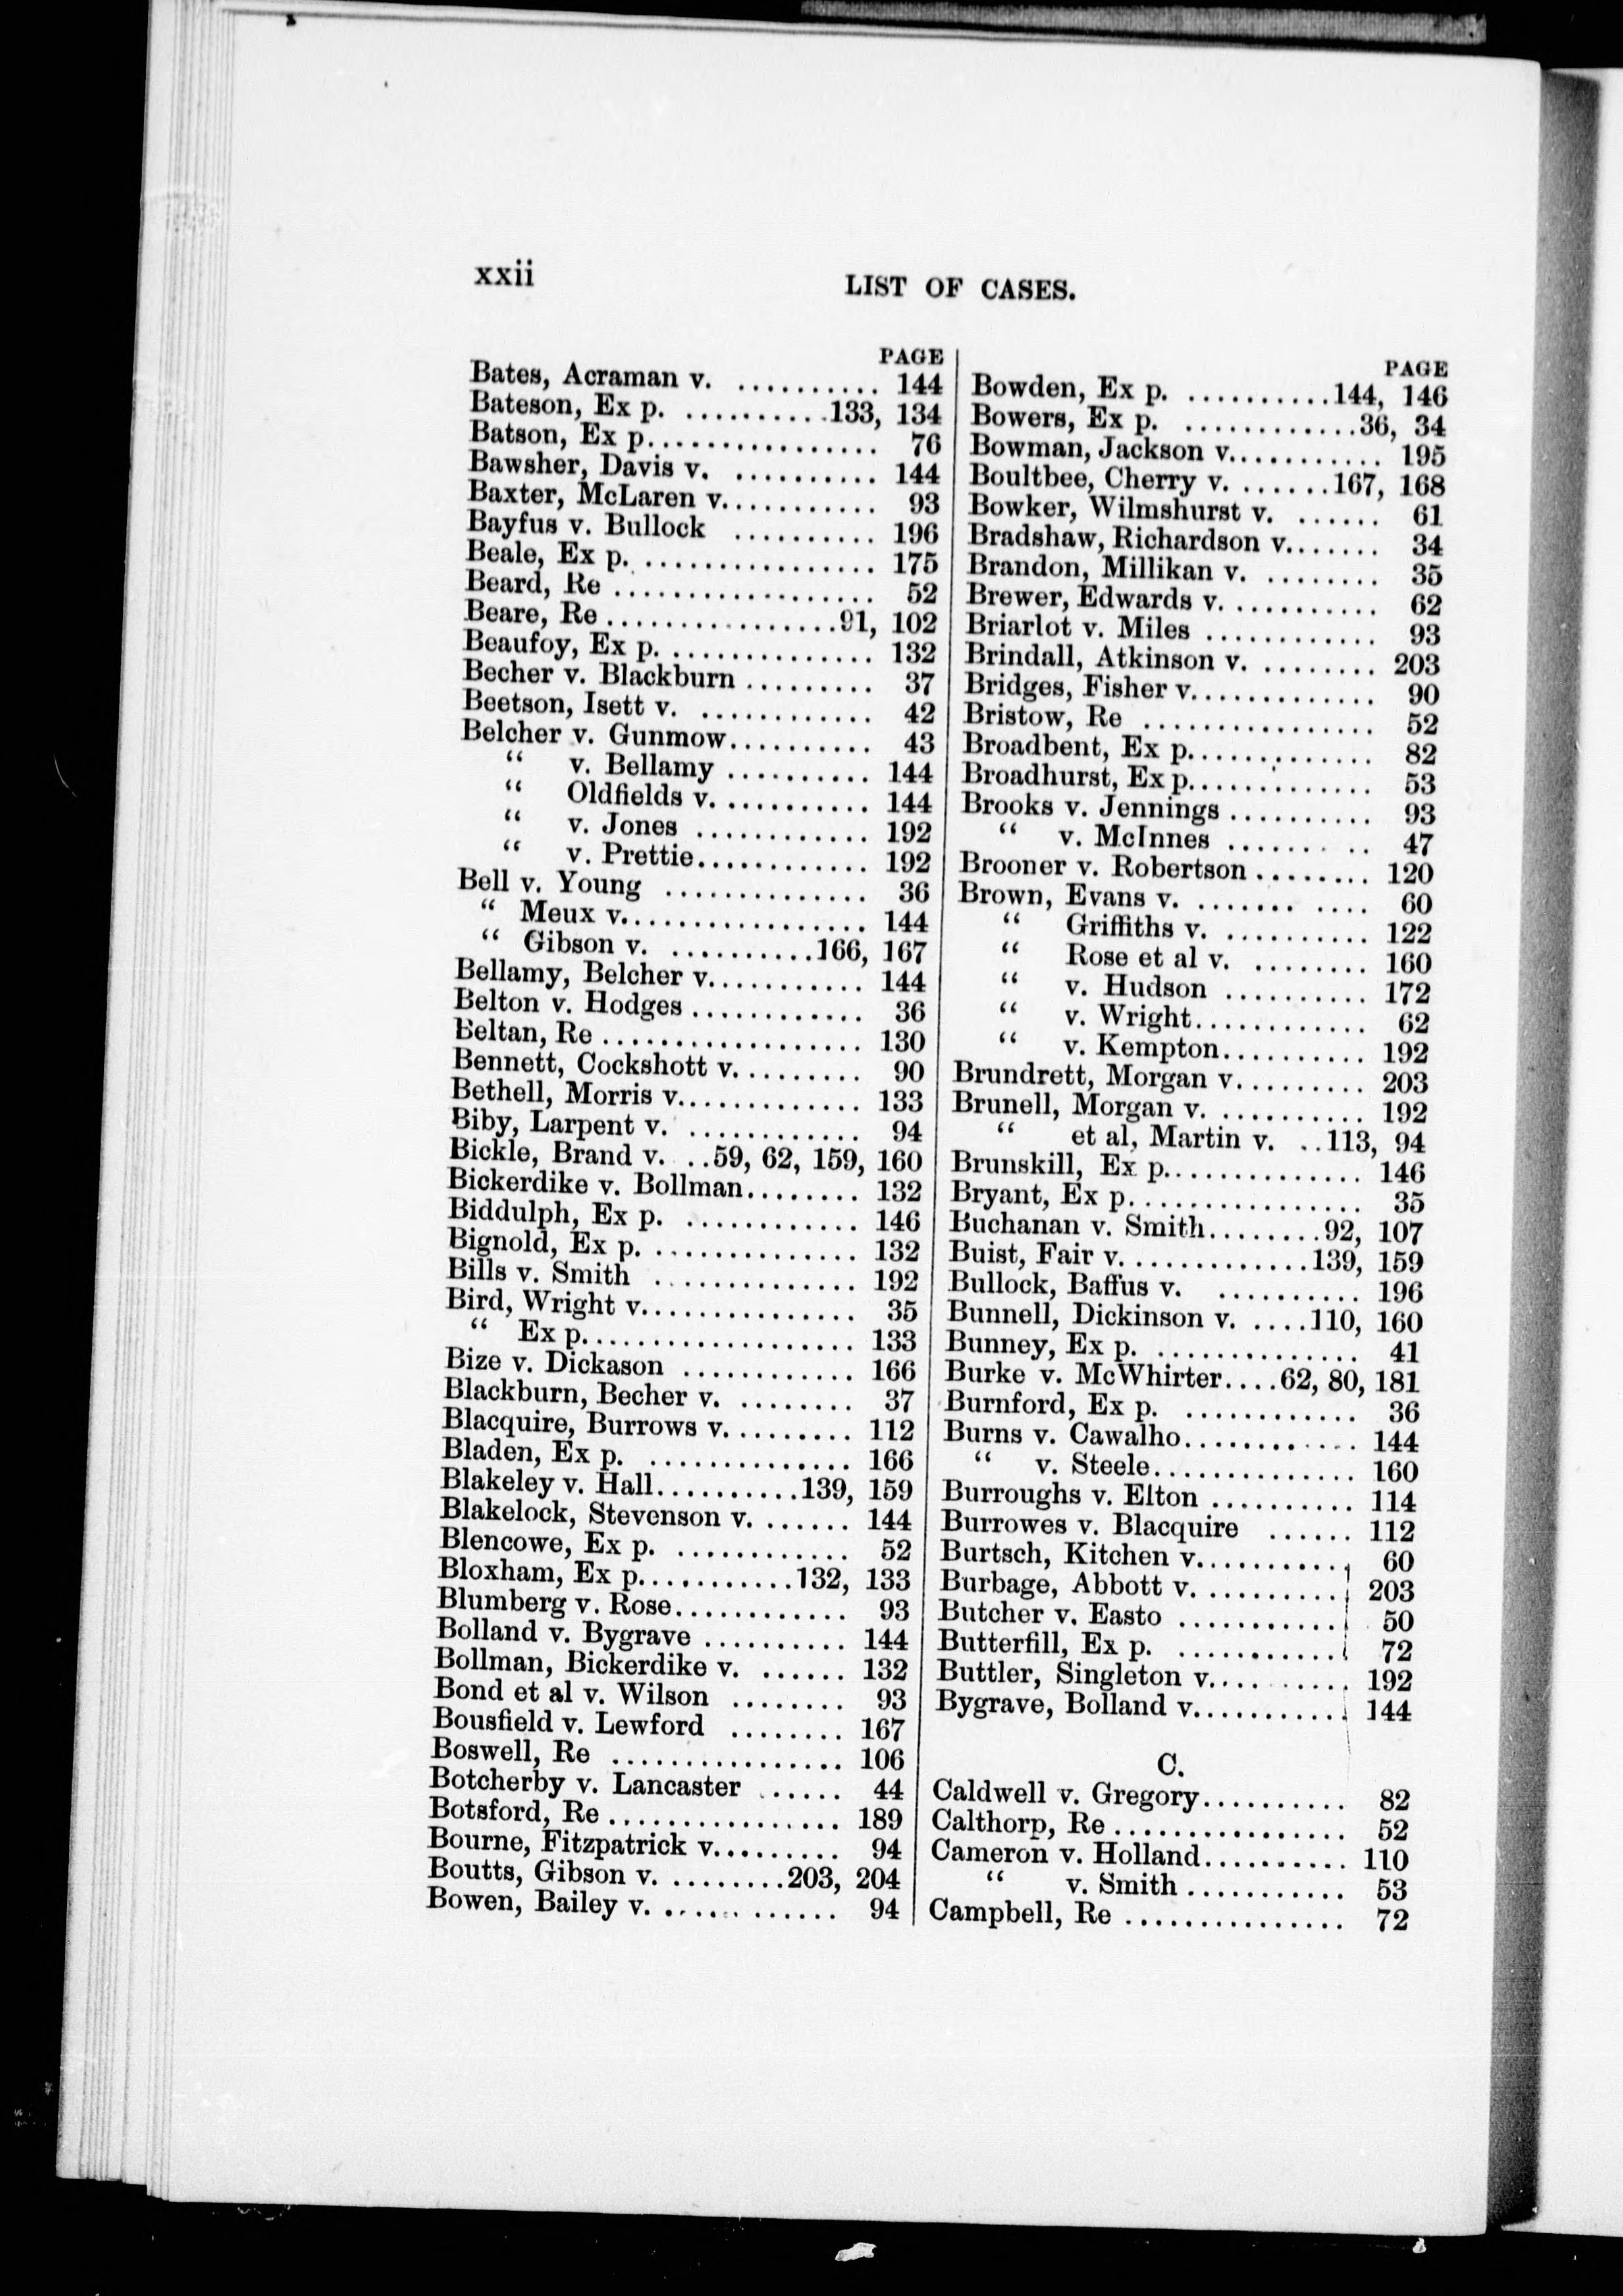 xxii
LIST OF CASES.
PAGE
Bates, Acraman v. .......... 144
Bateson, Ex p. ..........133, 134
Batson, Ex p................ 76
Bawsher, Davis v. .......... 144
Baxter, McLaren v........... 93
Bayfus v. Bullock .......... 196
Beale, Ex p. ................ 175
Beard, Re .................. 52
Beare, Re ................91, 102
Beaufoy, Ex p. .............. 132
Becher v. Blackburn ......... 37
Beetson, Isett v. ............ 42
Belcher v. Gunmow.......... 43
“ v. Bellamy .......... 144
“ Oldfields v. .......... 144
“ v. Jones ............ 192
“ v. Prettie............ 192
Bell v. Young .............. 36
“ Meux v................. 144
“ Gibson v. ..........166, 167
Bellamy, Belcher v........... 144
Belton v. Hodges ............ 36
Beltan, Re .................. 130
Bennett, Cockshott v......... 90
Bethell, Morris v............. 133
Biby, Larpent v. ............ 94
Bickle, Brand v. ...59, 62, 159, 160
Bickerdike v. Bollman........ 132
Biddulph, Ex p. ............ 146
Bignold, Ex p. .............. 132
Bills v. Smith .............. 192
Bird, Wright v............... 35
“ Ex p................... 133
Bize v. Dickason ............ 166
Blackburn, Becher v. ........ 37
Blacquire, Burrows v......... 112
Bladen, Ex p. .............. 166
Blakeley v. Hall..........139, 159
Blakelock, Stevenson v. ...... 144
Blencowe, Ex p. ............ 52
Bloxham, Ex p...........132, 133
Blumberg v. Rose............ 93
Bolland v. Bygrave .......... 144
Bollman, Bickerdike v. ...... 132
Bond et al v. Wilson ........ 93
Bousfield v. Lewford ........ 167
Boswell, Re ................ 106
Botcherby v. Lancaster ...... 44
Botsford, Re ................ 189
Bourne, Fitzpatrick v......... 94
Boutts, Gibson v. ........203, 204
Bowen, Bailey v. ............ 94
PAGE
Bowden, Ex p. ..........144, 146
Bowers, Ex p. ............36, 34
Bowman, Jackson v........... 195
Boultbee, Cherry v. .......167, 168
Bowker, Wilmshurst v. ...... 61
Bradshaw, Richardson v....... 34
Brandon, Millikan v. ........ 35
Brewer, Edwards v. .......... 62
Briarlot v. Miles ............ 93
Brindall, Atkinson v. ........ 203
Bridges, Fisher v............. 90
Bristow, Re ................ 52
Broadbent, Ex p............. 82
Broadhurst, Ex p............. 53
Brooks v. Jennings .......... 93
“ v. McInnes .......... 47
Brooner v. Robertson ........ 120
Brown, Evans v. ........... 60
“ Griffiths v. .......... 122
“ Rose et al v. ........ 160
“ v. Hudson .......... 172
“ v. Wright............ 62
“ v. Kempton.......... 192
Brundrett, Morgan v......... 203
Brunell, Morgan v. .......... 192
“ et al, Martin v. ..113, 94
Brunskill, Ex p.............. 146
Bryant, Ex p................ 35
Buchanan v. Smith........92, 107
Buist, Fair v..............139, 159
Bullock, Baffus v. .......... 196
Bunnell, Dickinson v. ....110, 160
Bunney, Ex p. .............. 41
Burke v. McWhirter....62, 80, 181
Burnford, Ex p. ............ 36
Burns v. Cawalho............ 144
“ v. Steele.............. 160
Burroughs v. Elton .......... 114
Burrowes v. Blacquire ...... 112
Burtsch, Kitchen v........... 60
Burbage, Abbott v. .......... 203
Butcher v. Easto ............ 50
Butterfill, Ex p. ............ 72
Buttler, Singleton v.......... 192
Bygrave, Bolland v........... 144
C.
Caldwell v. Gregory.......... 82
Calthorp, Re ................ 52
Cameron v. Holland.......... 110
“ v. Smith ........... 53
Campbell, Re ............... 72